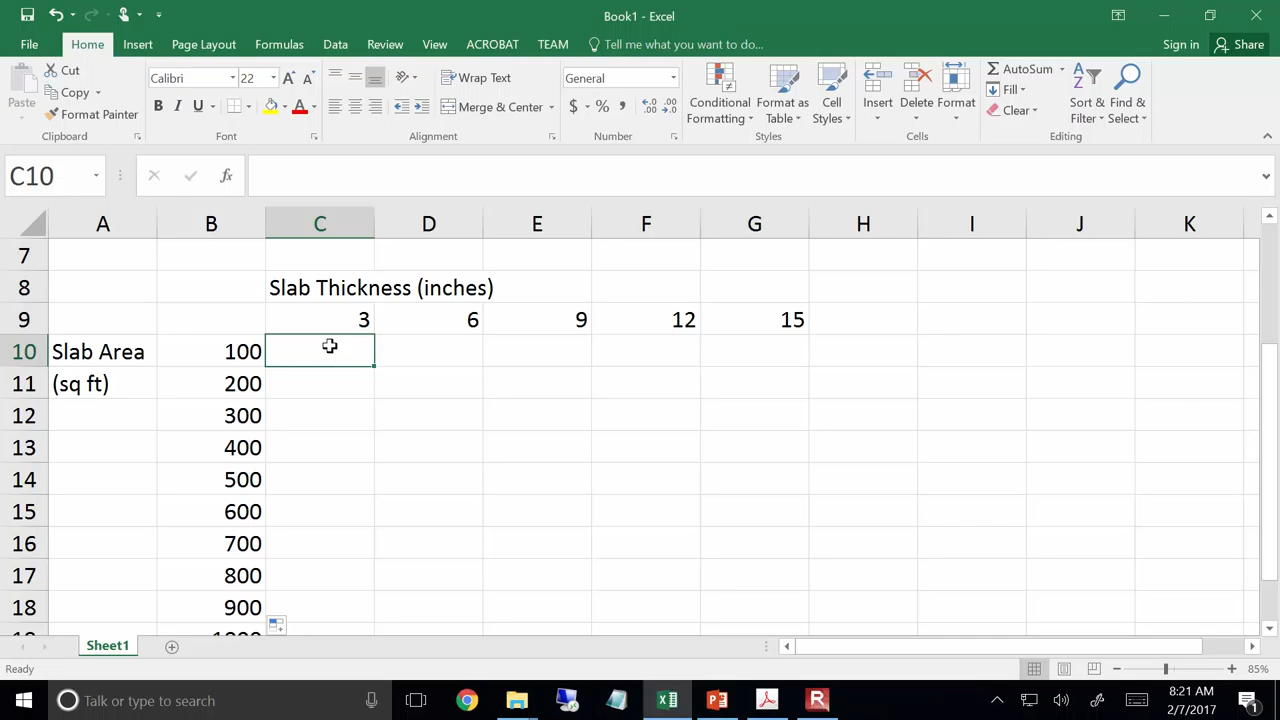 Book1 - Excel
File Home Insert Page Layout Formulas Data Review View ACROBAT TEAM Tell me what you want to do... Sign in Share
Paste Cut Calibri 22 Wrap Text General Conditional Formatting Format as Table Cell Styles Insert Delete Format AutoSum Sort & Filter Find & Select
Copy Fill
Format Painter B I U A Merge & Center $ % , Clear
Clipboard Font Alignment Number Styles Cells Editing
C10 fx
A B C D E F G H I J K
7
8 Slab Thickness (inches)
9 3 6 9 12 15
10 Slab Area 100
11 (sq ft) 200
12 300
13 400
14 500
15 600
16 700
17 800
18 900
Sheet1
Ready 85%
Talk or type to search 8:21 AM
2/7/2017